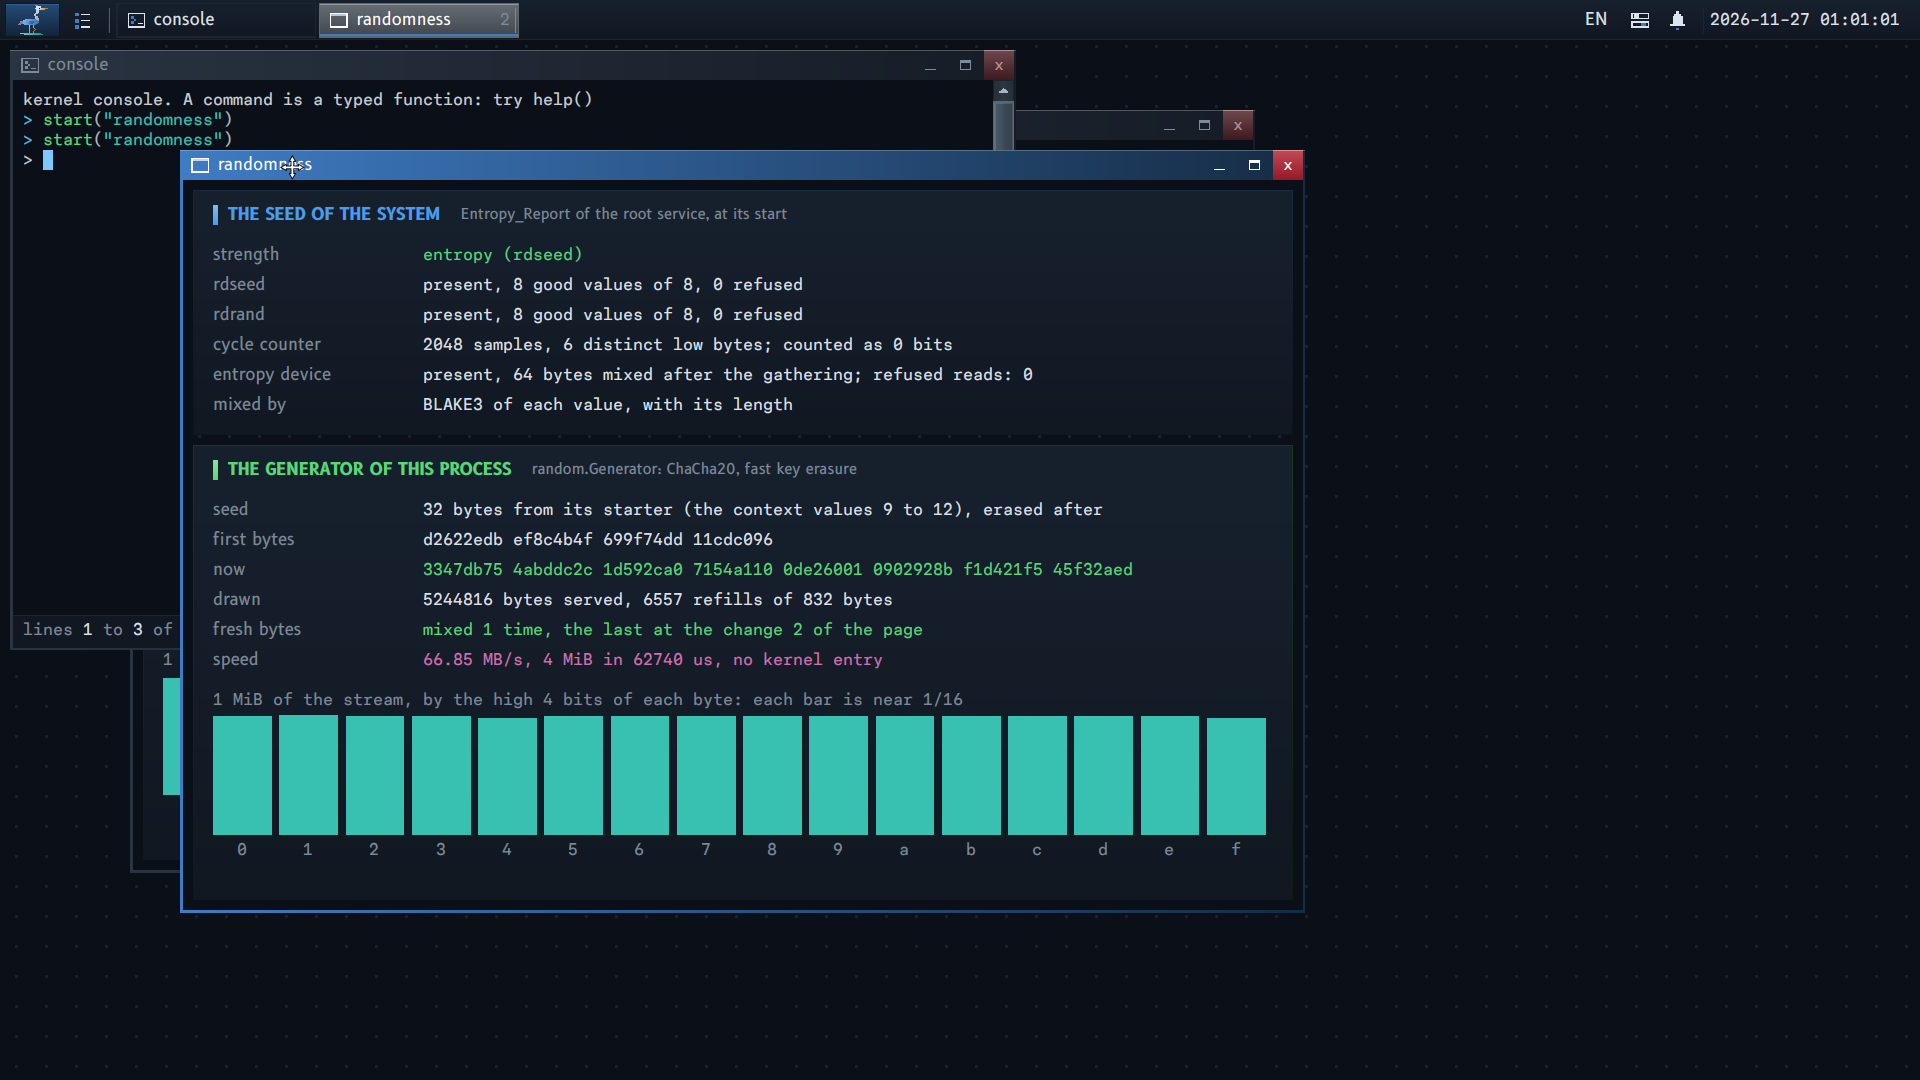 console
randomness 2
EN
2026-11-27 01:01:01
console
x
kernel console. A command is a typed function: try help()
> start("randomness")
> start("randomness")
>
x
randomness
x
THE SEED OF THE SYSTEM Entropy_Report of the root service, at its start
strength entropy (rdseed)
rdseed present, 8 good values of 8, 0 refused
rdrand present, 8 good values of 8, 0 refused
cycle counter 2048 samples, 6 distinct low bytes; counted as 0 bits
entropy device present, 64 bytes mixed after the gathering; refused reads: 0
mixed by BLAKE3 of each value, with its length
THE GENERATOR OF THIS PROCESS random.Generator: ChaCha20, fast key erasure
seed 32 bytes from its starter (the context values 9 to 12), erased after
first bytes d2622edb ef8c4b4f 699f74dd 11cdc096
now 3347db75 4abddc2c 1d592ca0 7154a110 0de26001 0902928b f1d421f5 45f32aed
drawn 5244816 bytes served, 6557 refills of 832 bytes
fresh bytes mixed 1 time, the last at the change 2 of the page
speed 66.85 MB/s, 4 MiB in 62740 us, no kernel entry
1 MiB of the stream, by the high 4 bits of each byte: each bar is near 1/16
0 1 2 3 4 5 6 7 8 9 a b c d e f
lines 1 to 3 of
1